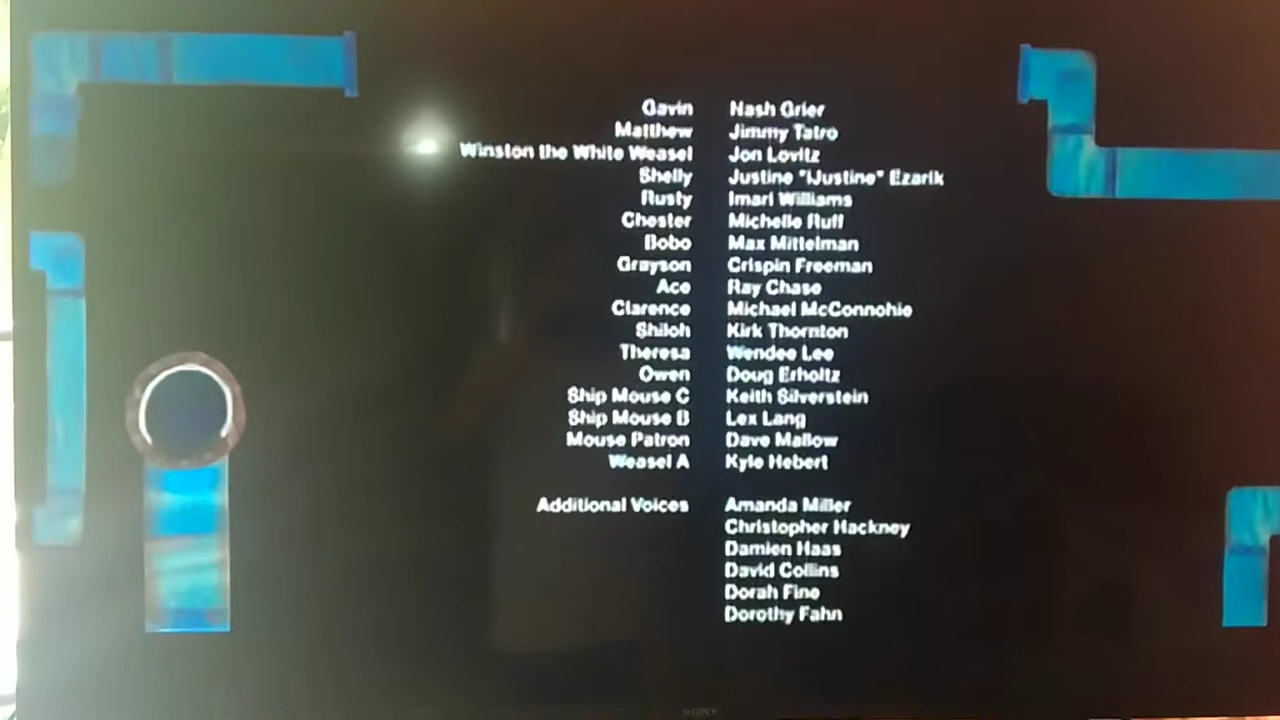 Gavin Nash Grier
Matthew Jimmy Tatro
Winston the White Weasel Jon Lovitz
Shelly Justine "iJustine" Ezarik
Rusty Imari Williams
Chester Michelle Ruff
Bobo Max Mittelman
Grayson Crispin Freeman
Ace Ray Chase
Clarence Michael McConnohie
Shiloh Kirk Thornton
Theresa Wendee Lee
Owen Doug Erholtz
Ship Mouse C Keith Silverstein
Ship Mouse B Lex Lang
Mouse Patron Dave Mallow
Weasel A Kyle Hebert
Additional Voices Amanda Miller
Christopher Hackney
Damien Haas
David Collins
Dorah Fine
Dorothy Fahn
SONY